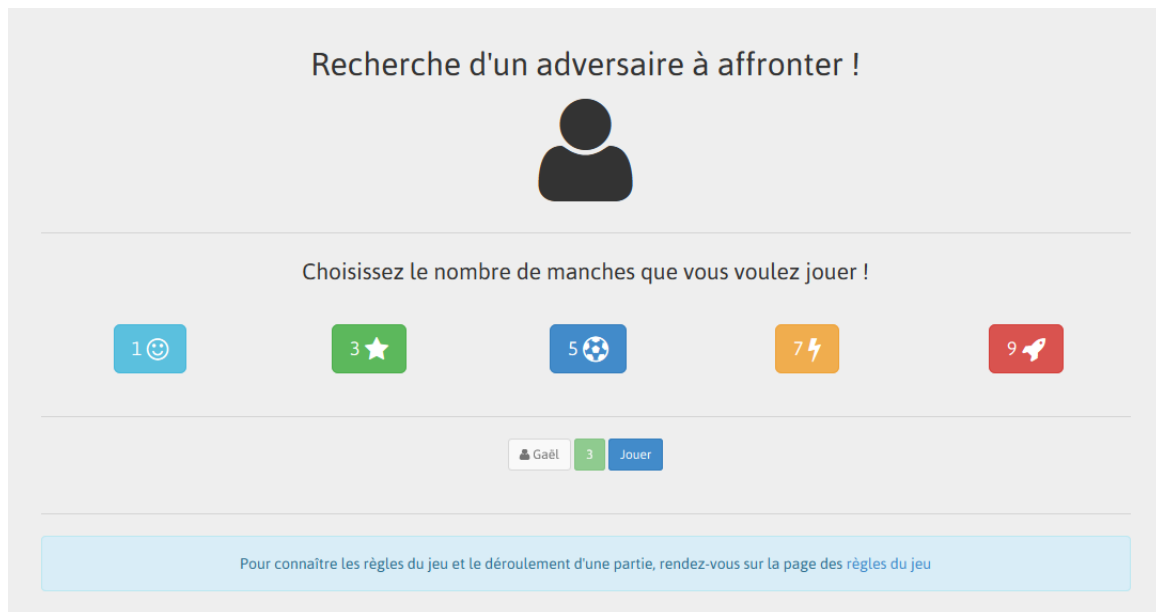 Recherche d'un adversaire à affronter !
Choisissez le nombre de manches que vous voulez jouer !
1 3 5 7 9
Gaêl 3 Jouer
Pour connaître les règles du jeu et le déroulement d'une partie, rendez-vous sur la page des règles du jeu